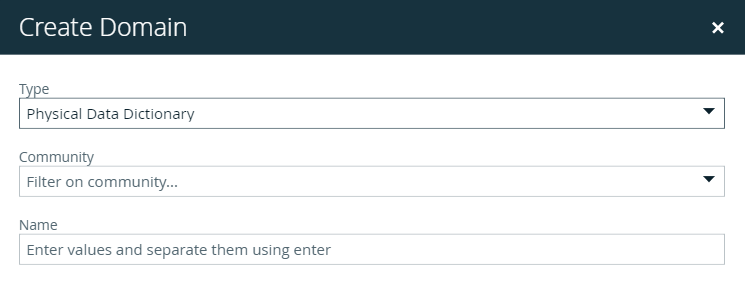 Create Domain
Type
Physical Data Dictionary
Community
Filter on community...
Name
Enter values and separate them using enter